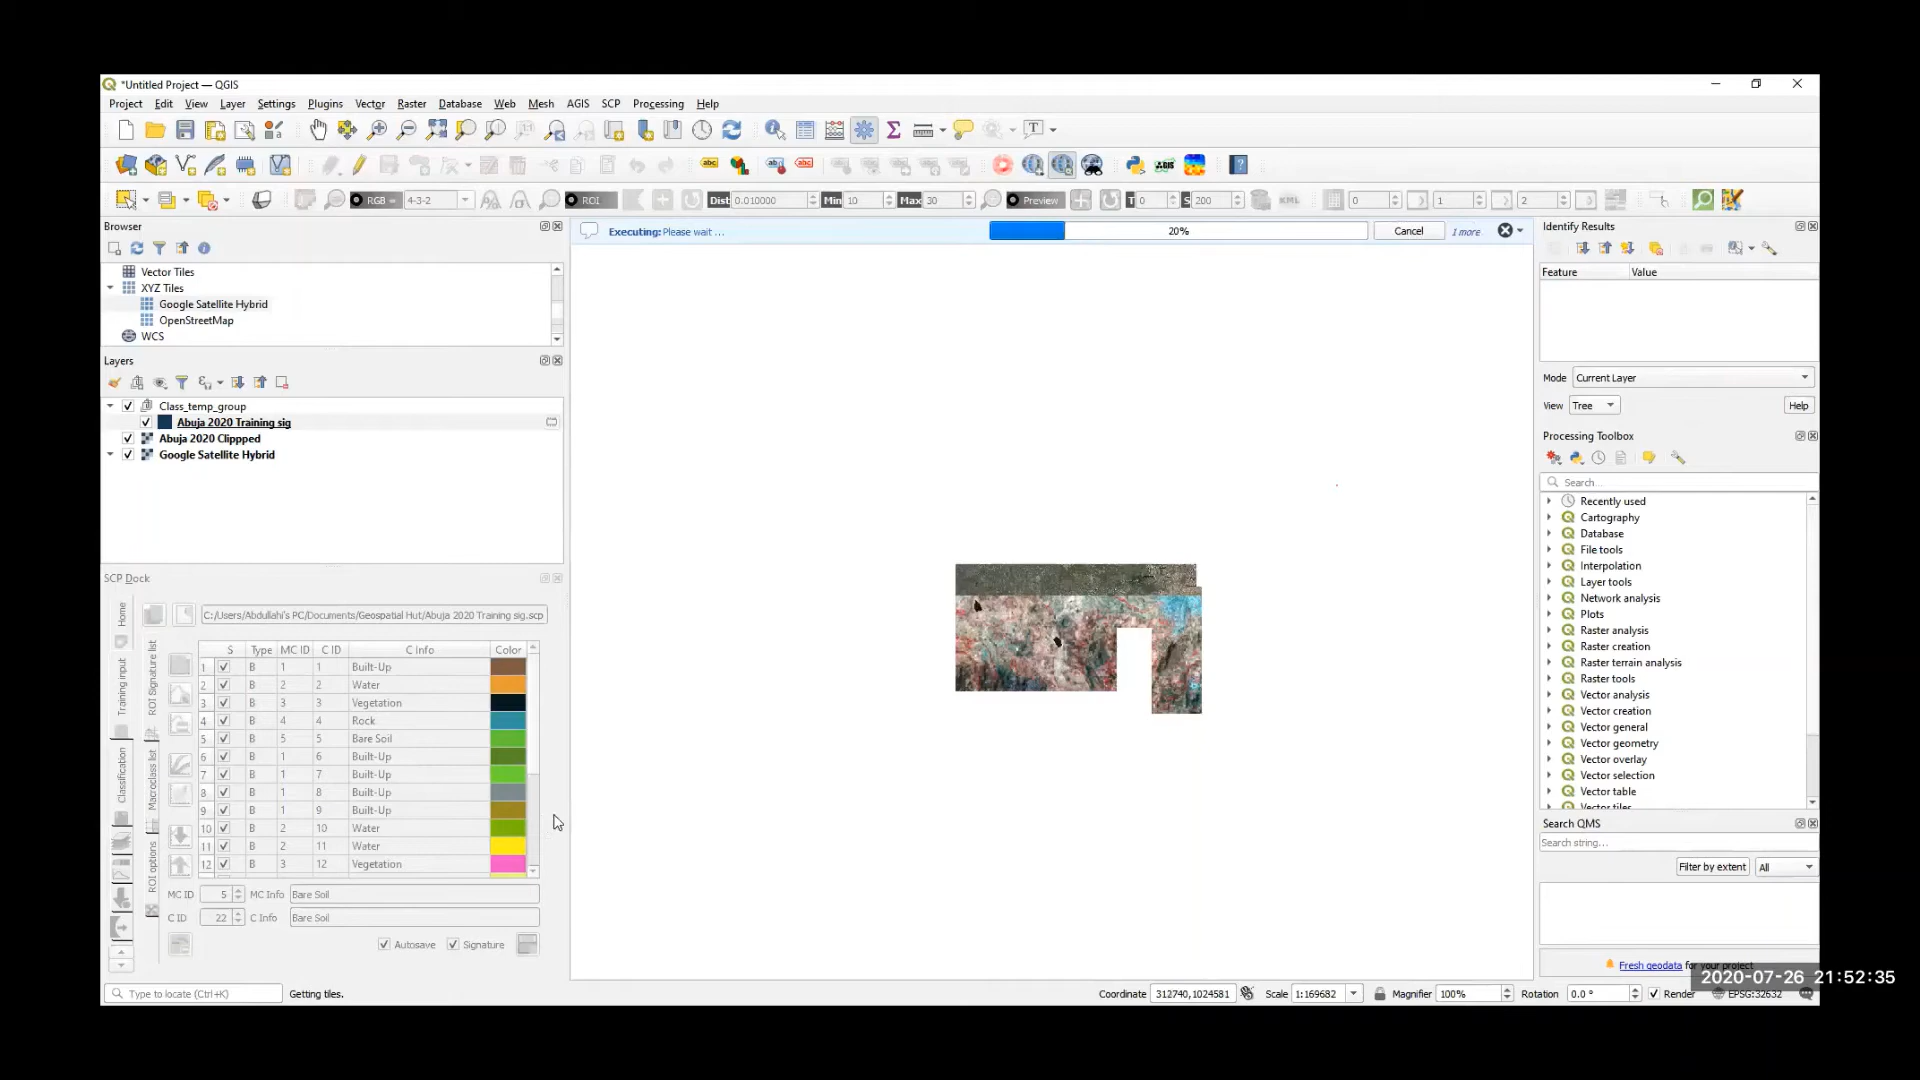 *Untitled Project — QGIS
Project Edit View Layer Settings Plugins Vector Raster Database Web Mesh AGIS SCP Processing Help
RGB = 4-3-2 ROI Dist 0.010000 Min 10 Max 30 Preview T 0 S 200 KML 0 1 2
Browser
Vector Tiles
XYZ Tiles
Google Satellite Hybrid
OpenStreetMap
WCS
Layers
Class_temp_group
Abuja 2020 Training sig
Abuja 2020 Clippped
Google Satellite Hybrid
SCP Dock
Home
Training input
Classification
ROI Signature list
Macroclass list
ROI options
C:/Users/Abdullahi's PC/Documents/Geospatial Hut/Abuja 2020 Training sig.scp
S Type MC ID C ID C Info Color
1 B 1 1 Built-Up
2 B 2 2 Water
3 B 3 3 Vegetation
4 B 4 4 Rock
5 B 5 5 Bare Soil
6 B 1 6 Built-Up
7 B 1 7 Built-Up
8 B 1 8 Built-Up
9 B 1 9 Built-Up
10 B 2 10 Water
11 B 2 11 Water
12 B 3 12 Vegetation
MC ID 5 MC Info Bare Soil
C ID 22 C Info Bare Soil
Autosave Signature
Executing: Please wait ... 20% Cancel 1 more
Identify Results
Feature Value
Mode Current Layer
View Tree Help
Processing Toolbox
Search...
Recently used
Cartography
Database
File tools
Interpolation
Layer tools
Network analysis
Plots
Raster analysis
Raster creation
Raster terrain analysis
Raster tools
Vector analysis
Vector creation
Vector general
Vector geometry
Vector overlay
Vector selection
Vector table
Vector tiles
Search QMS
Search string...
Filter by extent All
Fresh geodata for your project
2020-07-26 21:52:35
Type to locate (Ctrl+K) Getting tiles. Coordinate 312740,1024581 Scale 1:169682 Magnifier 100% Rotation 0.0 ° Render EPSG:32632